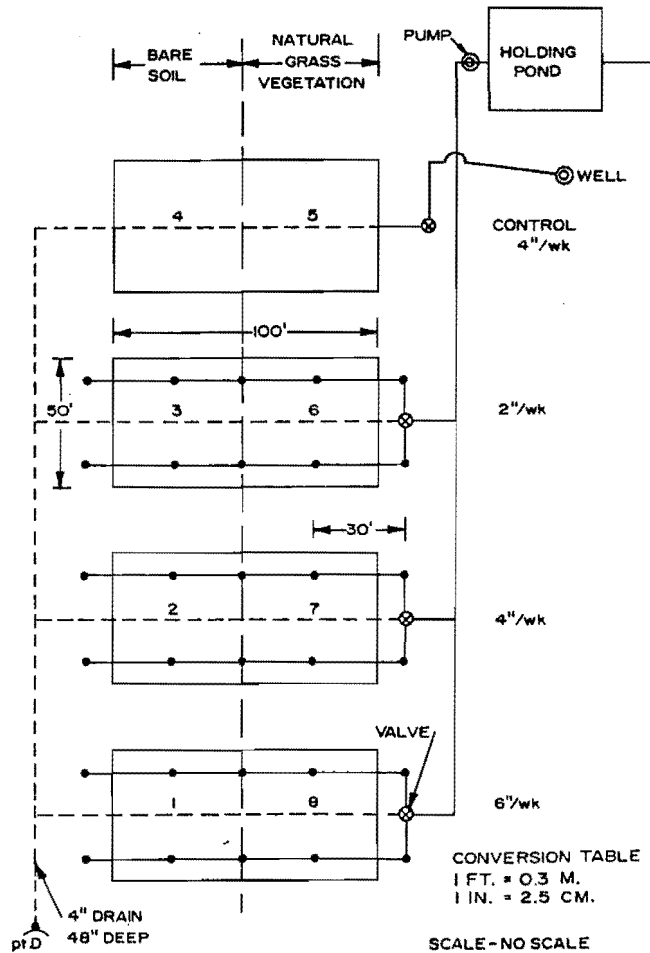 BARE
SOIL
NATURAL
GRASS
VEGETATION
PUMP
HOLDING
POND
WELL
4
5
CONTROL
4"/wk
100'
50'
3
6
2"/wk
30'
2
7
4"/wk
VALVE
1
8
6"/wk
CONVERSION TABLE
1 FT. = 0.3 M.
1 IN. = 2.5 CM.
4" DRAIN
48" DEEP
pt.D
SCALE-NO SCALE